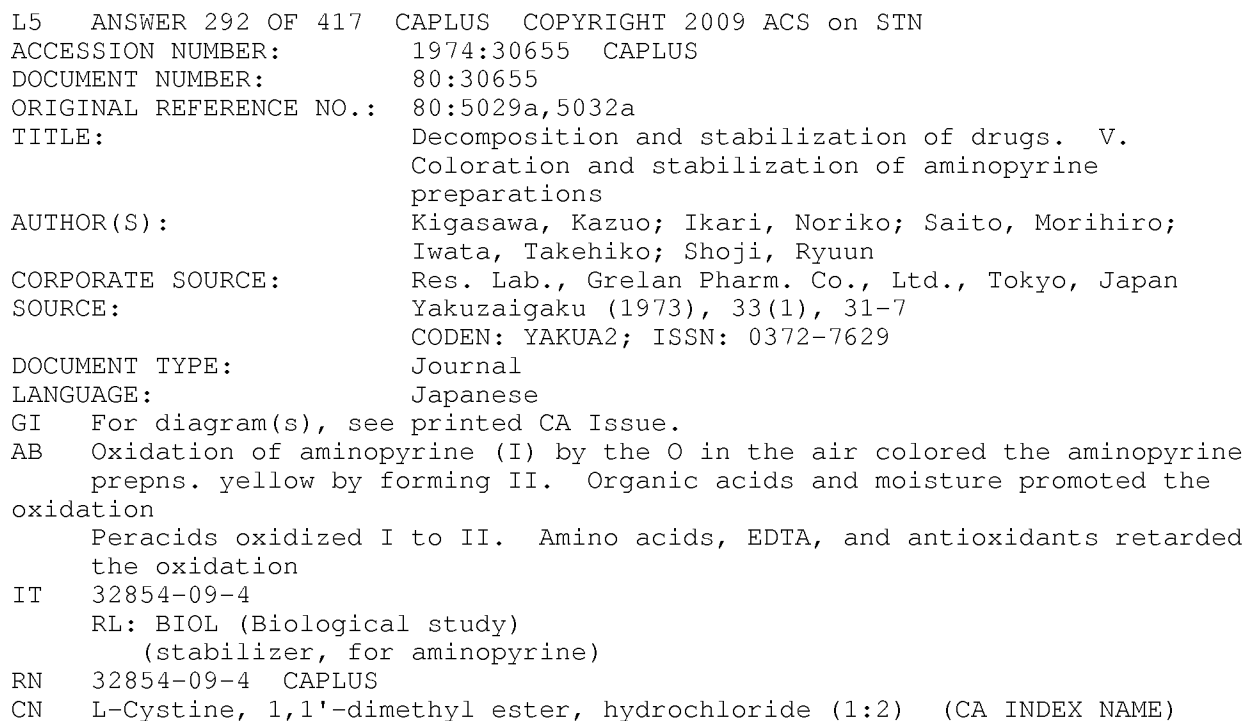 L5 ANSWER 292 OF 417 CAPLUS COPYRIGHT 2009 ACS on STN
ACCESSION NUMBER: 1974:30655 CAPLUS
DOCUMENT NUMBER: 80:30655
ORIGINAL REFERENCE NO.: 80:5029a,5032a
TITLE: Decomposition and stabilization of drugs. V.
Coloration and stabilization of aminopyrine
preparations
AUTHOR(S): Kigasawa, Kazuo; Ikari, Noriko; Saito, Morihiro;
Iwata, Takehiko; Shoji, Ryuun
CORPORATE SOURCE: Res. Lab., Grelan Pharm. Co., Ltd., Tokyo, Japan
SOURCE: Yakuzaigaku (1973), 33(1), 31-7
CODEN: YAKUA2; ISSN: 0372-7629
DOCUMENT TYPE: Journal
LANGUAGE: Japanese
GI For diagram(s), see printed CA Issue.
AB Oxidation of aminopyrine (I) by the O in the air colored the aminopyrine
prepns. yellow by forming II. Organic acids and moisture promoted the
oxidation
Peracids oxidized I to II. Amino acids, EDTA, and antioxidants retarded
the oxidation
IT 32854-09-4
RL: BIOL (Biological study)
(stabilizer, for aminopyrine)
RN 32854-09-4 CAPLUS
CN L-Cystine, 1,1'-dimethyl ester, hydrochloride (1:2) (CA INDEX NAME)